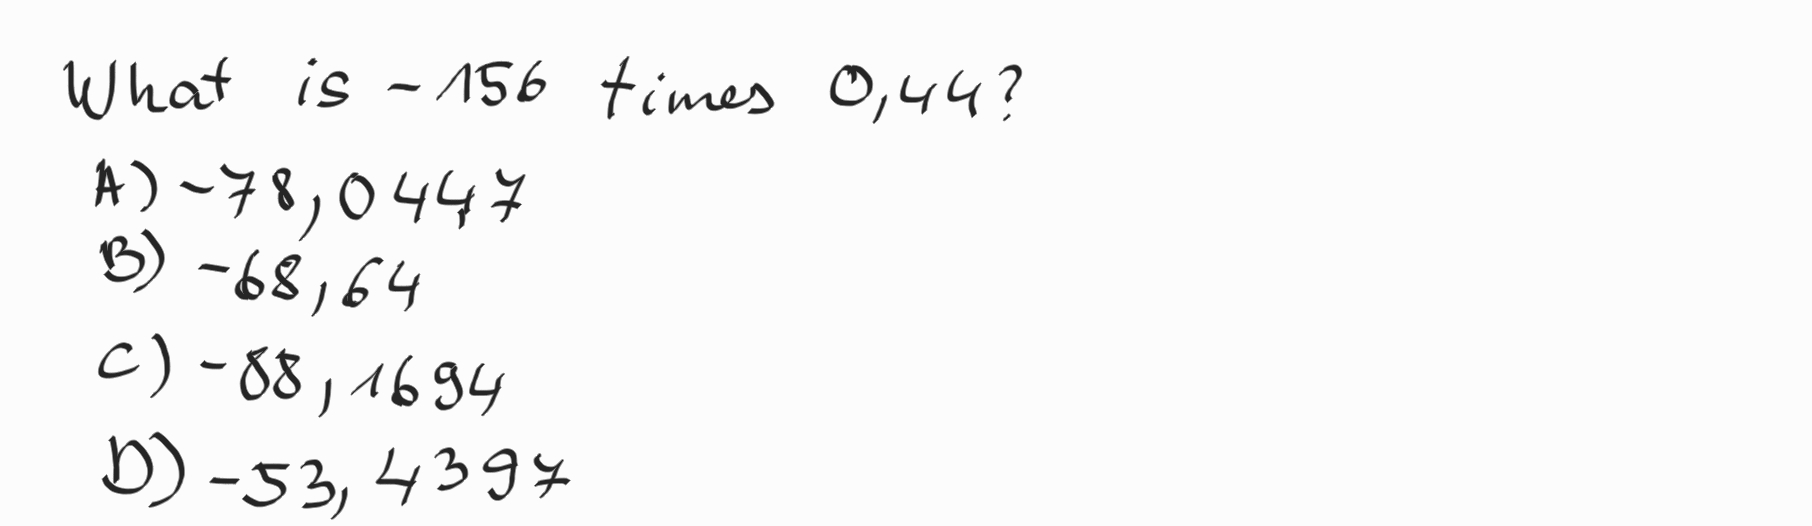 What is -156 times 0,44?
A) -78,0447
B) -68,64
C) -88,1694
D) -53,4397